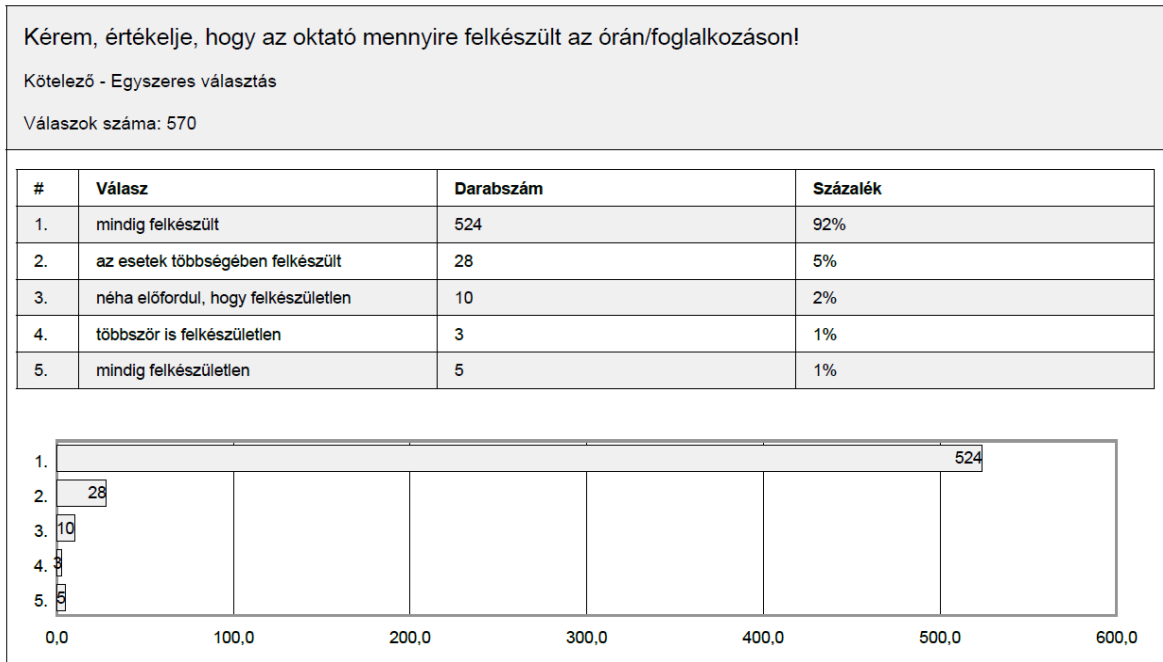 Kérem, értékelje, hogy az oktató mennyire felkészült az órán/foglalkozáson!
Kötelező - Egyszeres választás
Válaszok száma: 570
# Válasz Darabszám Százalék
1. mindig felkészült 524 92%
2. az esetek többségében felkészült 28 5%
3. néha előfordul, hogy felkészületlen 10 2%
4. többször is felkészületlen 3 1%
5. mindig felkészületlen 5 1%
1. 524
2. 28
3. 10
4. 3
5. 5
0,0 100,0 200,0 300,0 400,0 500,0 600,0